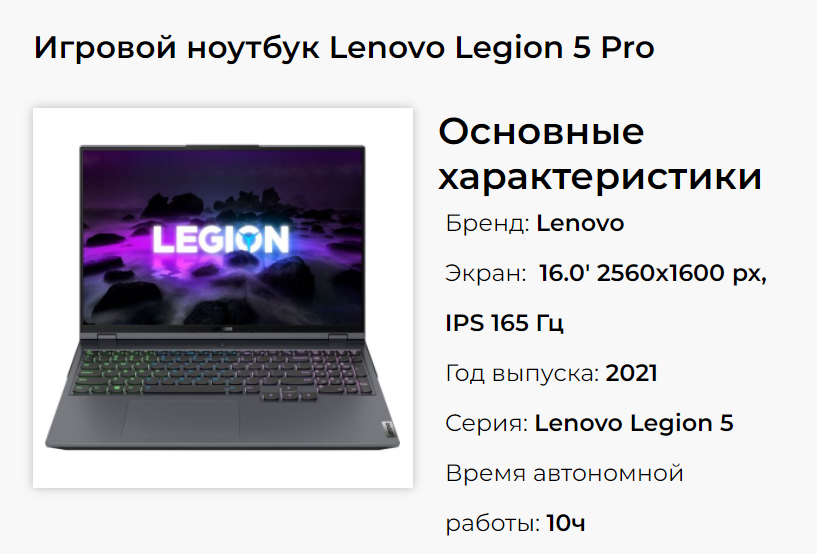 Игровой ноутбук Lenovo Legion 5 Pro
LEGION
Основные
характеристики
Бренд: Lenovo
Экран: 16.0' 2560x1600 px,
IPS 165 Гц
Год выпуска: 2021
Серия: Lenovo Legion 5
Время автономной
работы: 10ч